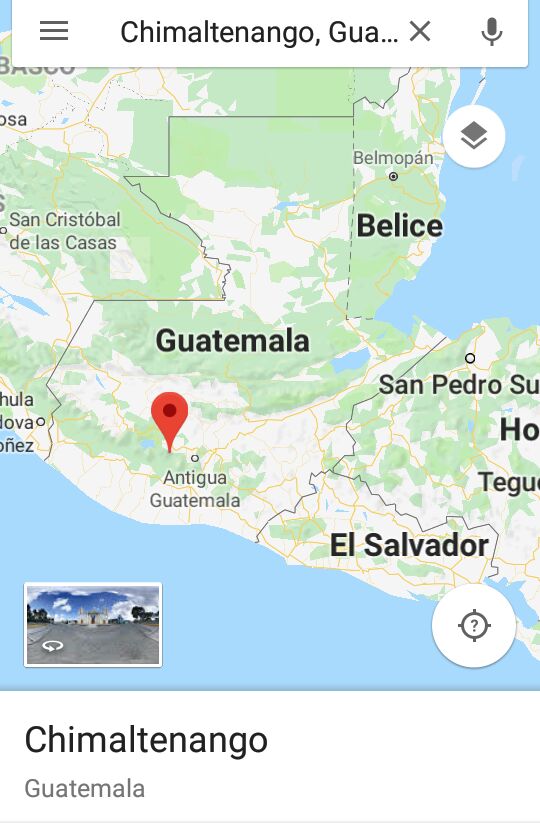 Chimaltenango, Gua...
BASCO
osa
Belmopán
San Cristóbal
de las Casas
Belice
Guatemala
San Pedro Su
hula
dova
oñez
Ho
Antigua
Guatemala
Tegu
El Salvador
?
Chimaltenango
Guatemala